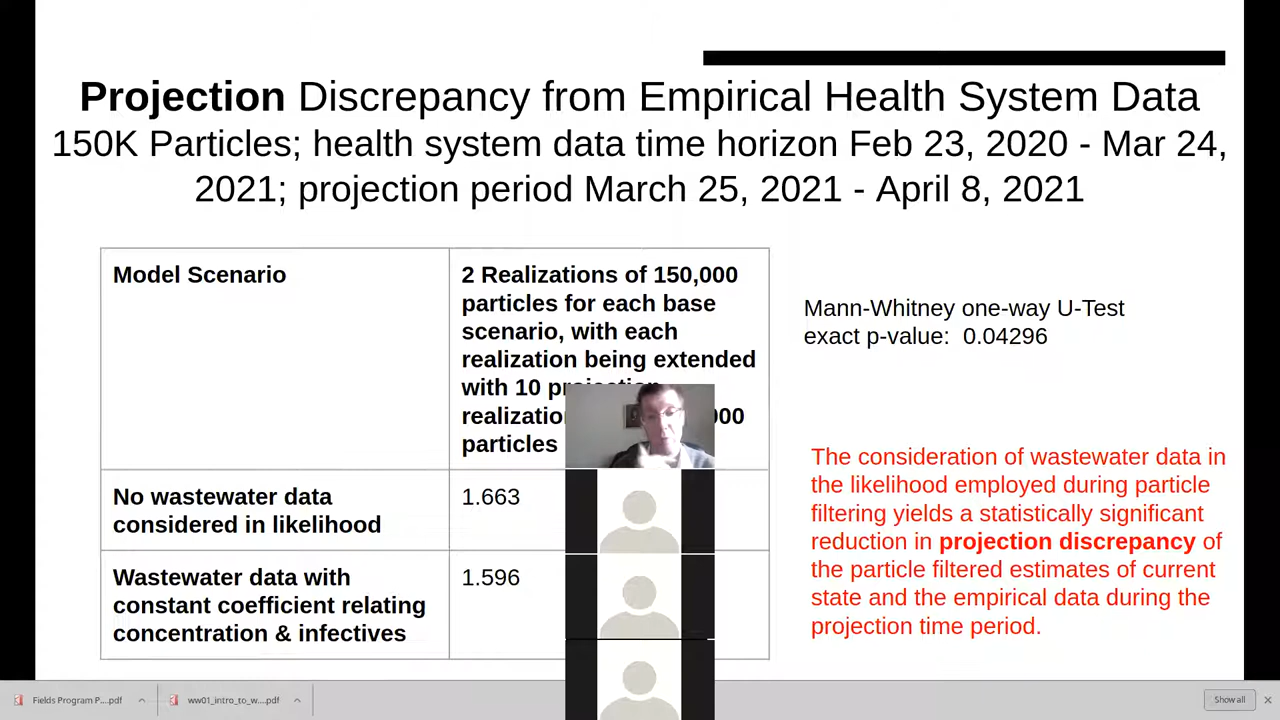 Projection Discrepancy from Empirical Health System Data
150K Particles; health system data time horizon Feb 23, 2020 - Mar 24,
2021; projection period March 25, 2021 - April 8, 2021
Model Scenario
2 Realizations of 150,000
particles for each base
scenario, with each
realization being extended
with 10
particles
Mann-Whitney one-way U-Test
exact p-value: 0.04296
No wastewater data
considered in likelihood
1.663
Wastewater data with
constant coefficient relating
concentration & infectives
1.596
The consideration of wastewater data in
the likelihood employed during particle
filtering yields a statistically significant
reduction in projection discrepancy of
the particle filtered estimates of current
state and the empirical data during the
projection time period.
Fields Program P....pdf
ww01_intro_to_w....pdf
Show all